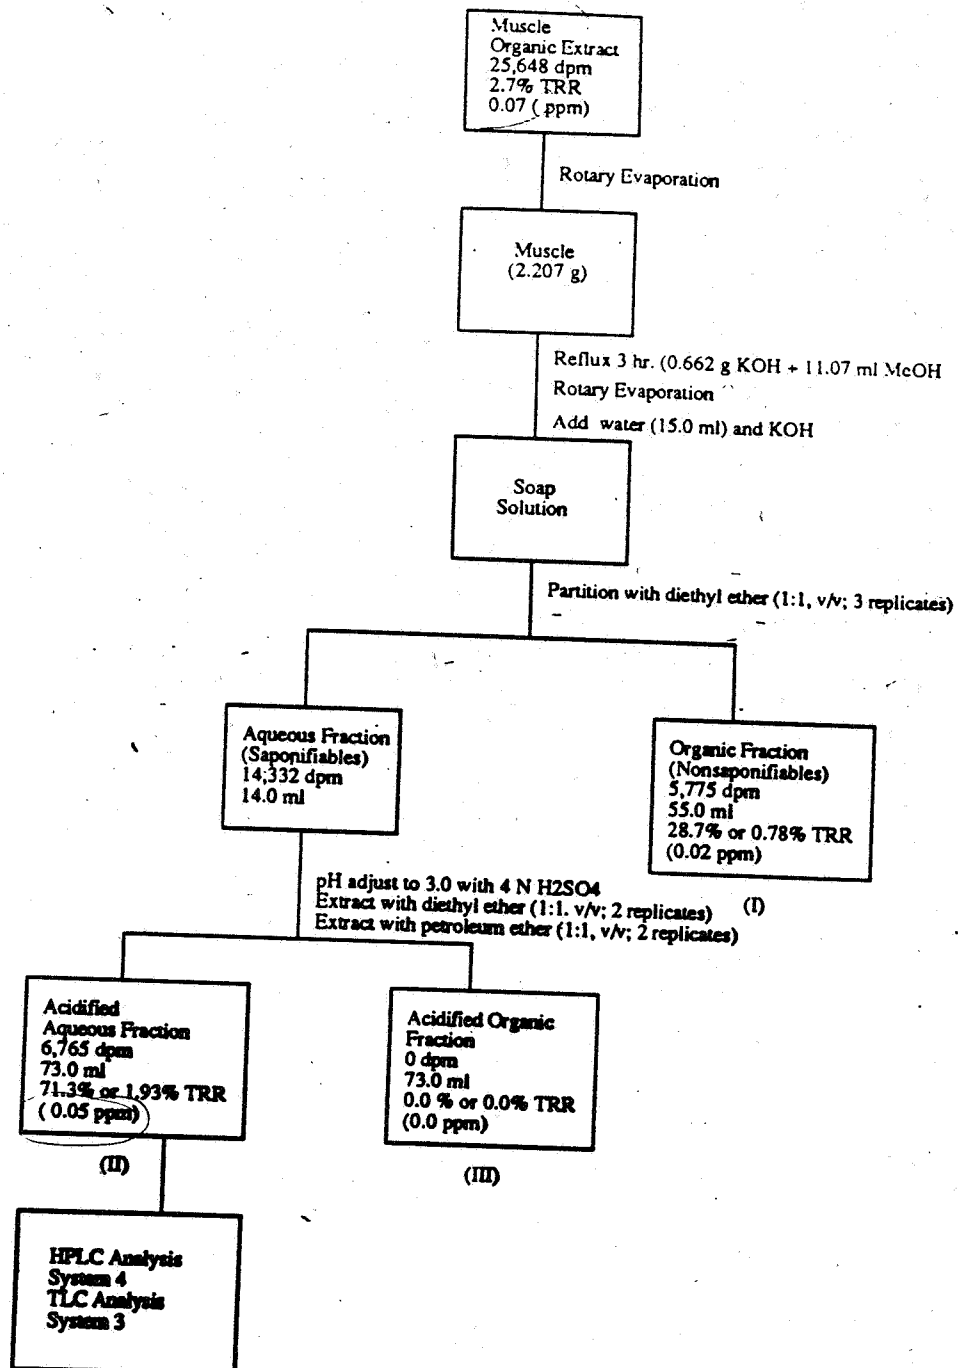 Muscle
Organic Extract
25,648 dpm
2.7% TRR
0.07 ( ppm)
Rotary Evaporation
Muscle
(2.207 g)
Reflux 3 hr. (0.662 g KOH + 11.07 ml MeOH
Rotary Evaporation
Add water (15.0 ml) and KOH
Soap
Solution
Partition with diethyl ether (1:1, v/v; 3 replicates)
Aqueous Fraction
(Saponifiables)
14,332 dpm
14.0 ml
Organic Fraction
(Nonsaponifiables)
5,775 dpm
55.0 ml
28.7% or 0.78% TRR
(0.02 ppm)
(I)
pH adjust to 3.0 with 4 N H2SO4
Extract with diethyl ether (1:1. v/v; 2 replicates)
Extract with petroleum ether (1:1, v/v; 2 replicates)
Acidified
Aqueous Fraction
6,765 dpm
73.0 ml
71.3% or 1.93% TRR
( 0.05 ppm)
(II)
Acidified Organic
Fraction
0 dpm
73.0 ml
0.0 % or 0.0% TRR
(0.0 ppm)
(III)
HPLC Analysis
System 4
TLC Analysis
System 3